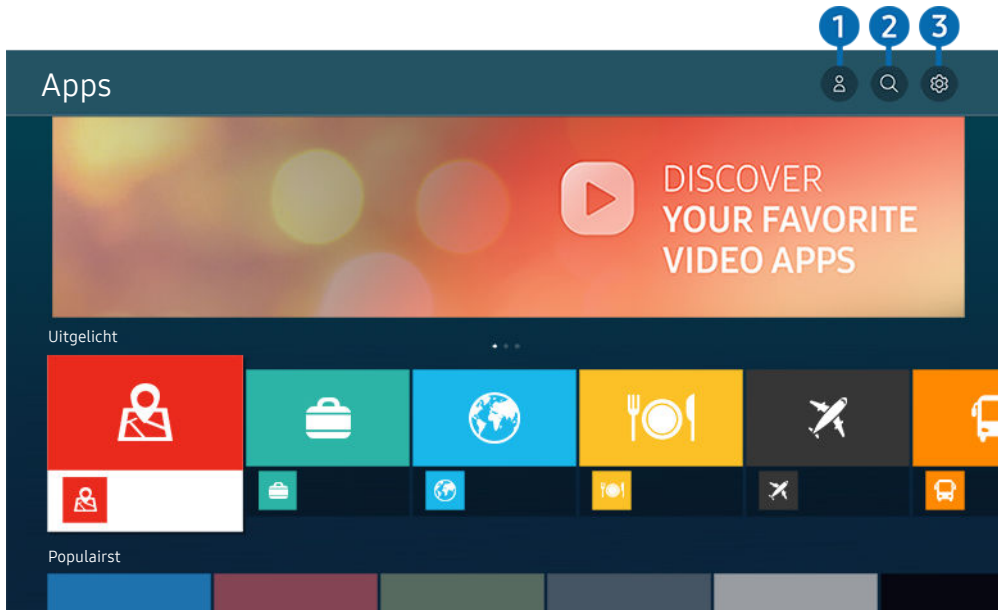 1 2 3
Apps
DISCOVER
YOUR FAVORITE
VIDEO APPS
Uitgelicht
Populairst